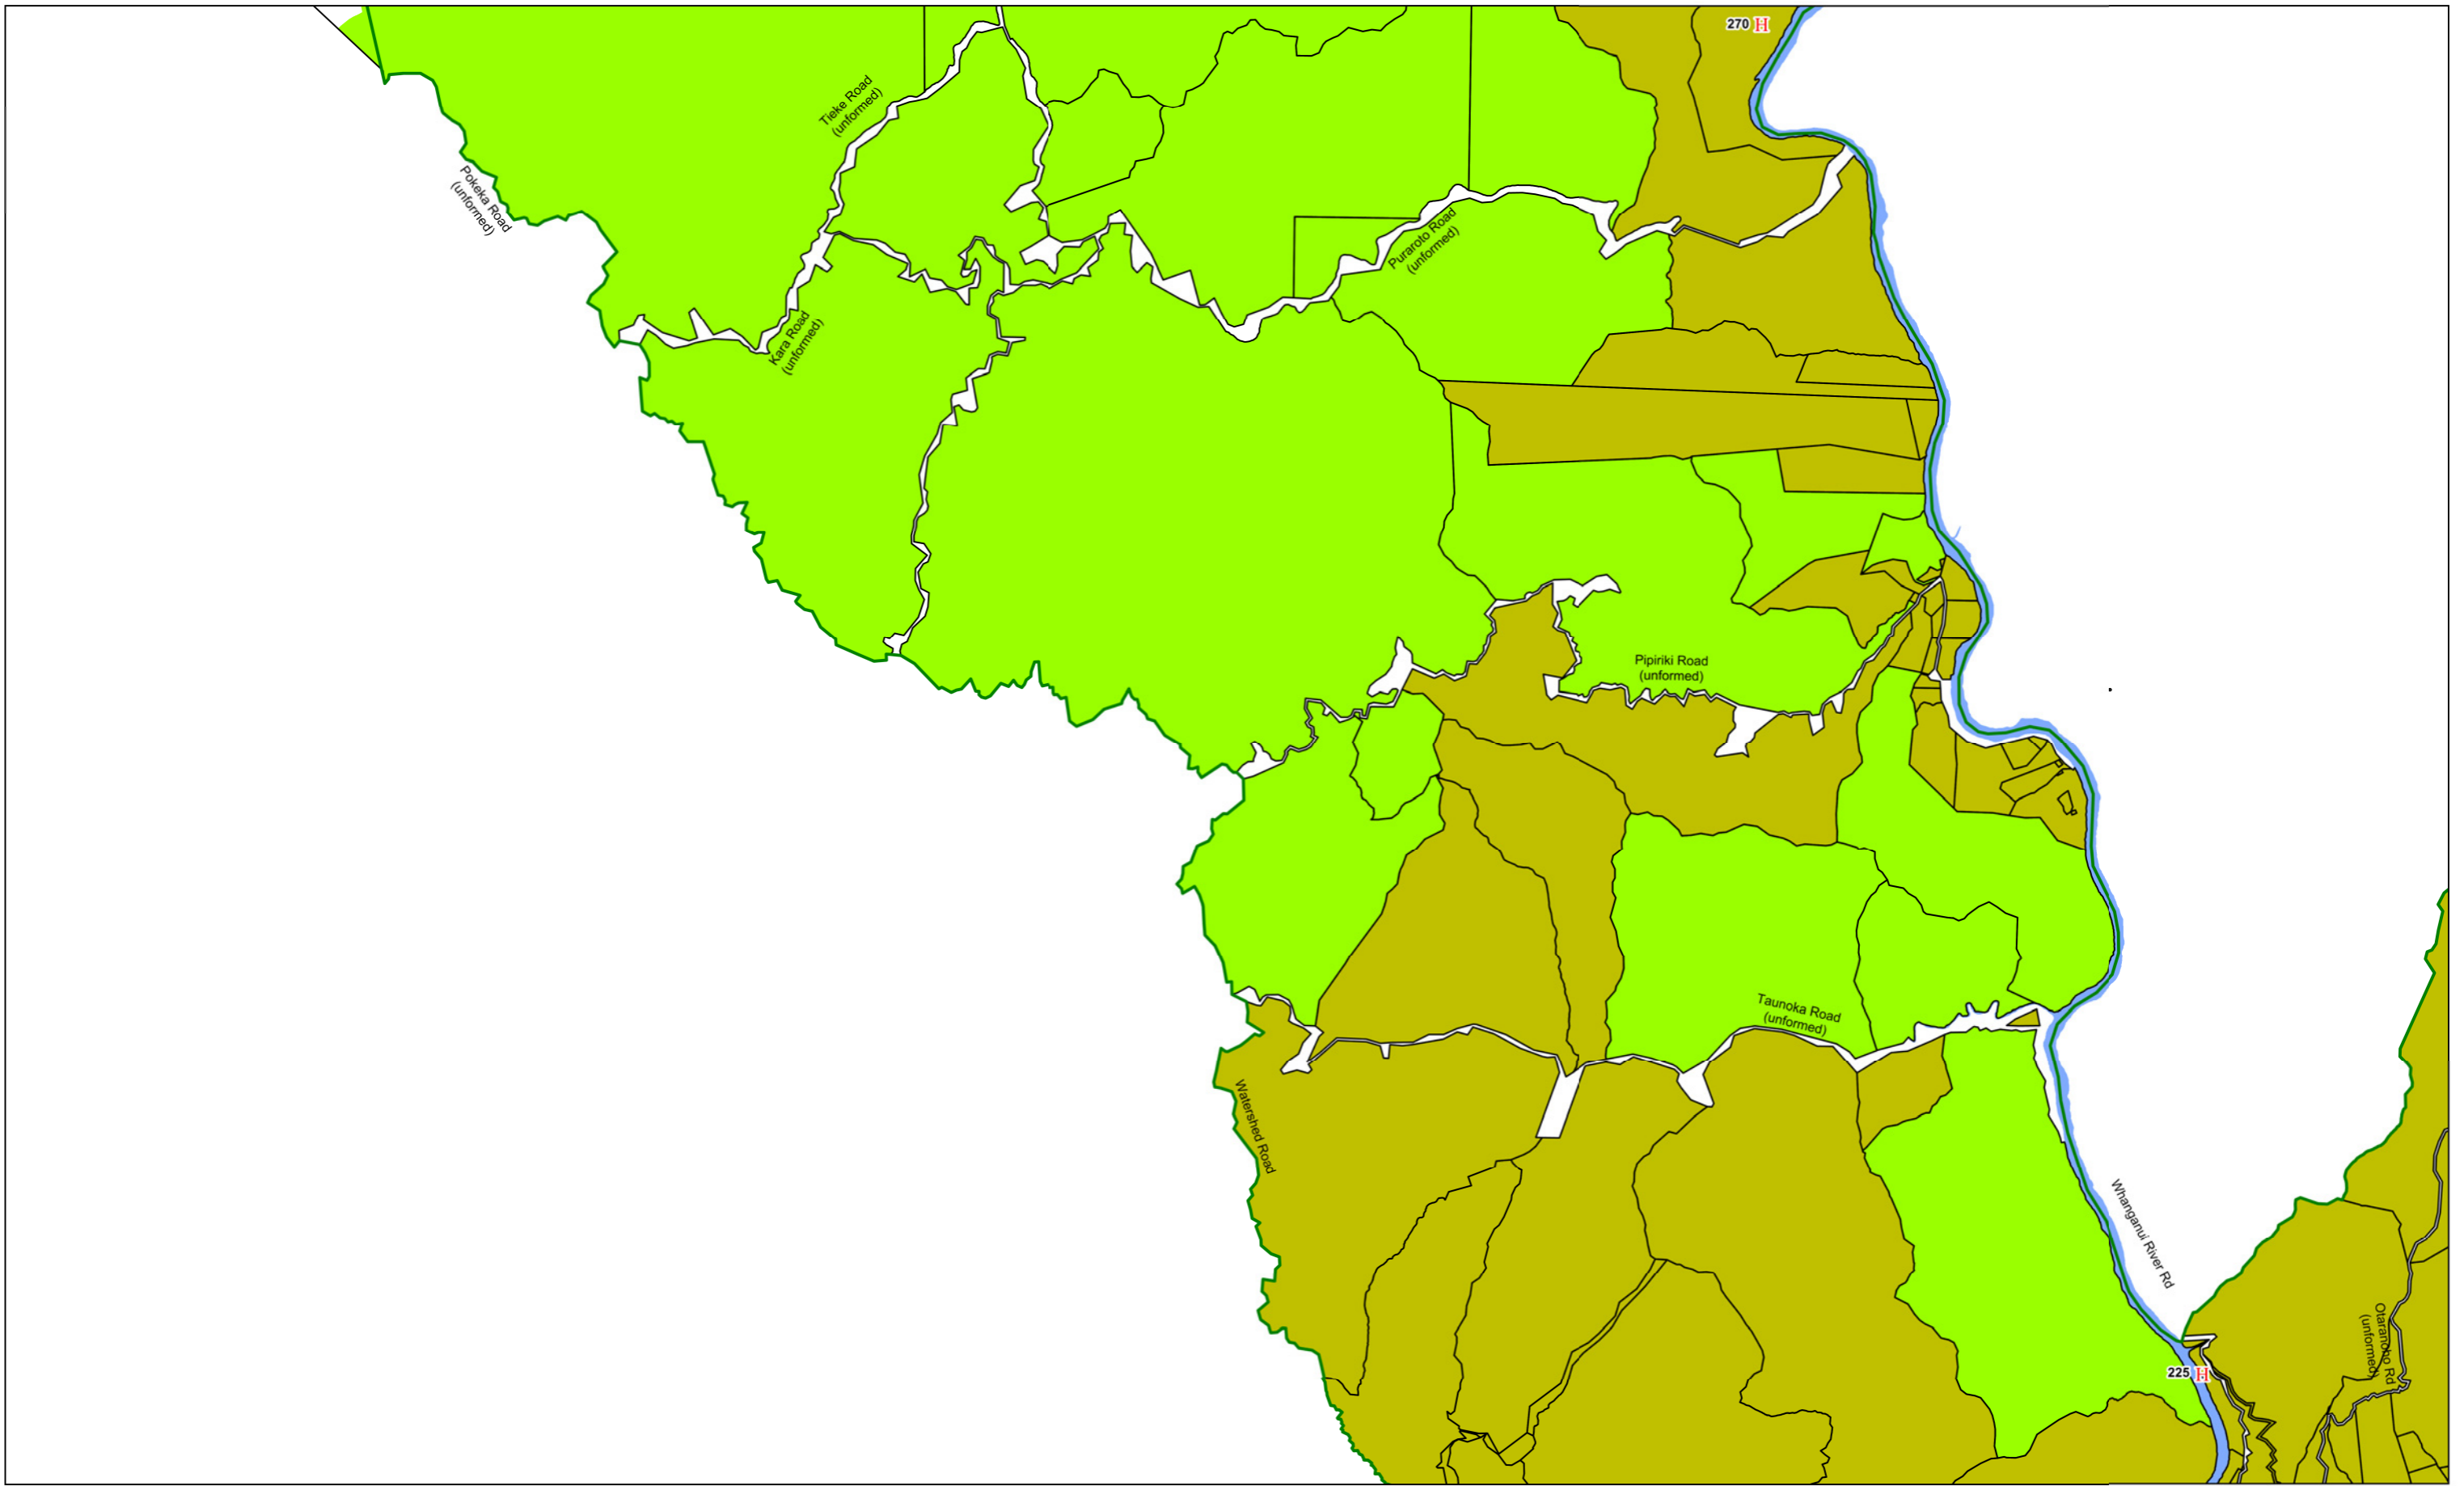 270 H
Tieke Road
(unformed)
Pokeka Road
(unformed)
Puraroto Road
(unformed)
Kara Road
(unformed)
Pipiriki Road
(unformed)
Taunoka Road
(unformed)
Watershed Road
Whanganui River Rd
Otaranoho Rd
(unformed)
225 H